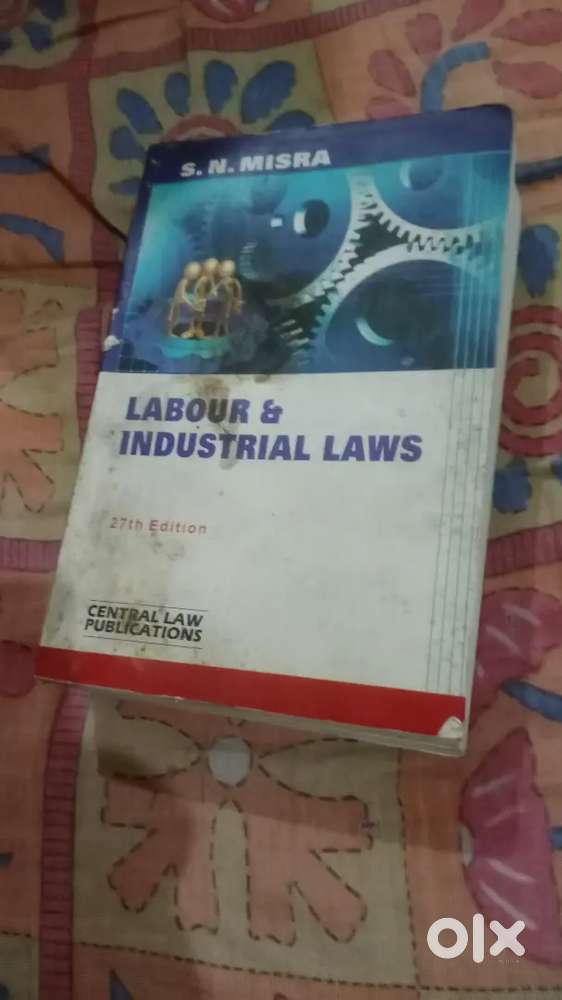 S. N. MISRA
LABOUR &
INDUSTRIAL LAWS
27th Edition
CENTRAL LAW
PUBLICATIONS
olx